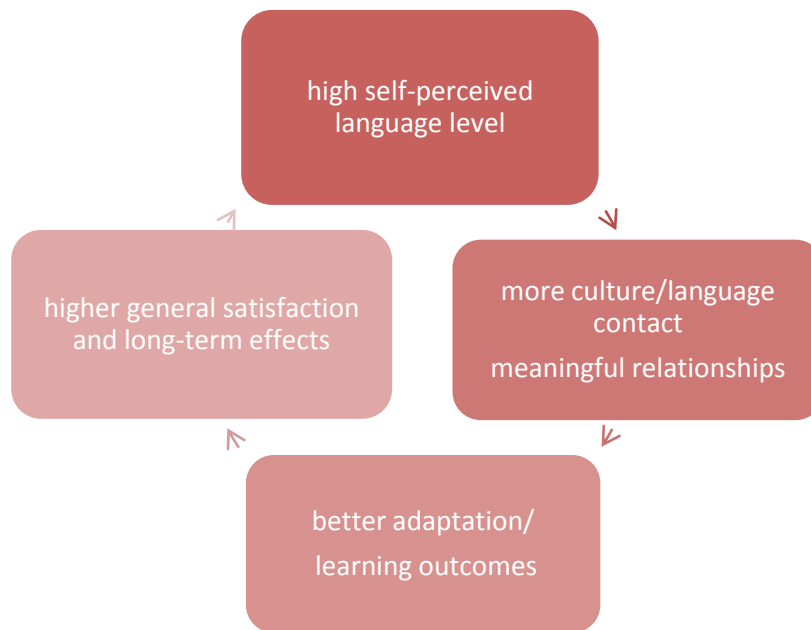 high self-perceived
language level
more culture/language
contact
meaningful relationships
better adaptation/
learning outcomes
higher general satisfaction
and long-term effects